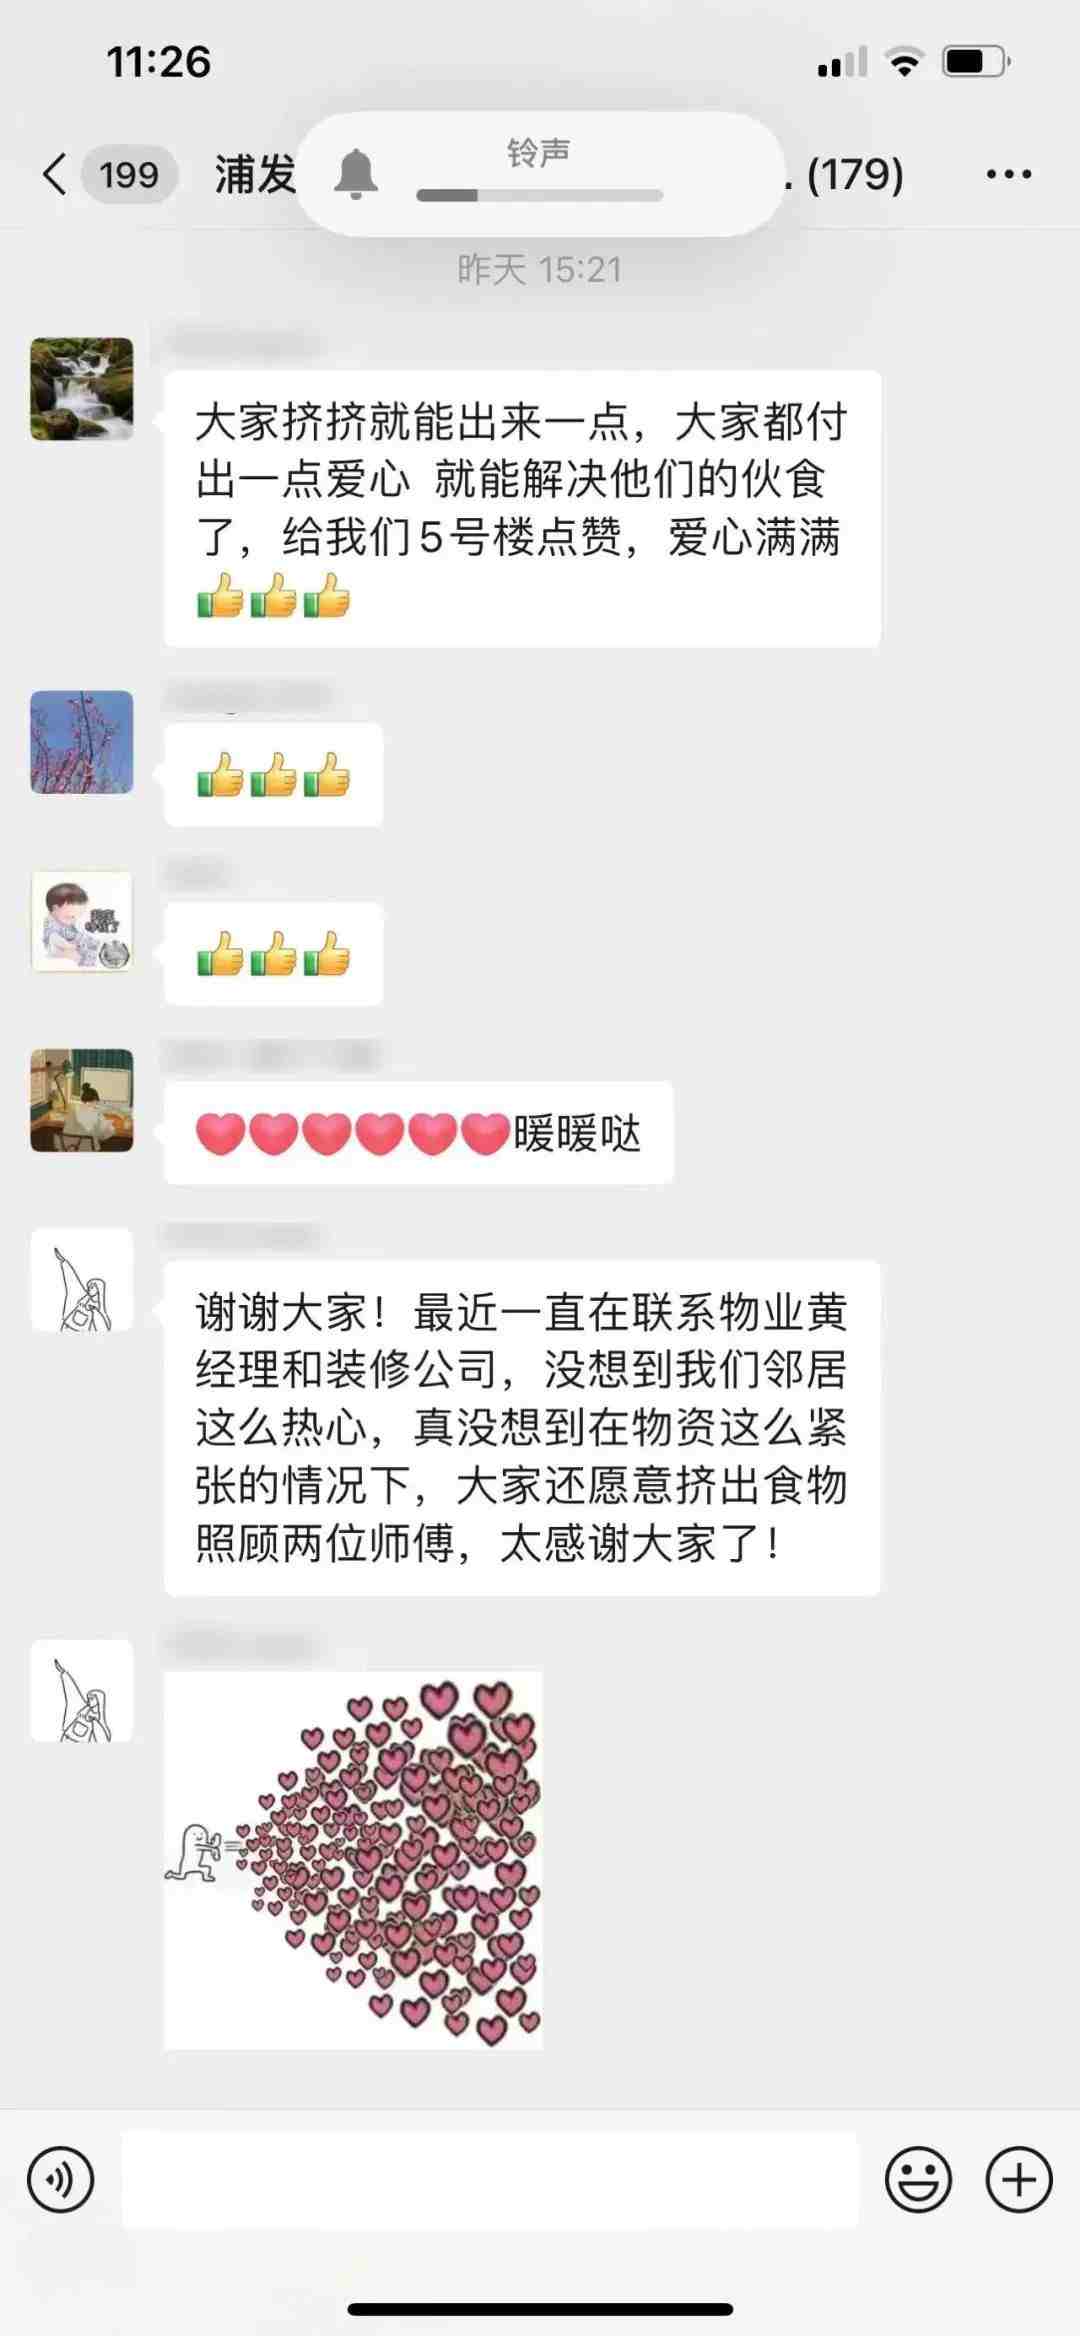 11:26
199
浦发
铃声
. (179)
昨天 15:21
大家挤挤就能出来一点，大家都付
出一点爱心 就能解决他们的伙食
了，给我们5号楼点赞，爱心满满
👍👍👍
👍👍👍
👍👍👍
❤❤❤❤❤❤暖暖哒
谢谢大家！最近一直在联系物业黄
经理和装修公司，没想到我们邻居
这么热心，真没想到在物资这么紧
张的情况下，大家还愿意挤出食物
照顾两位师傅，太感谢大家了！